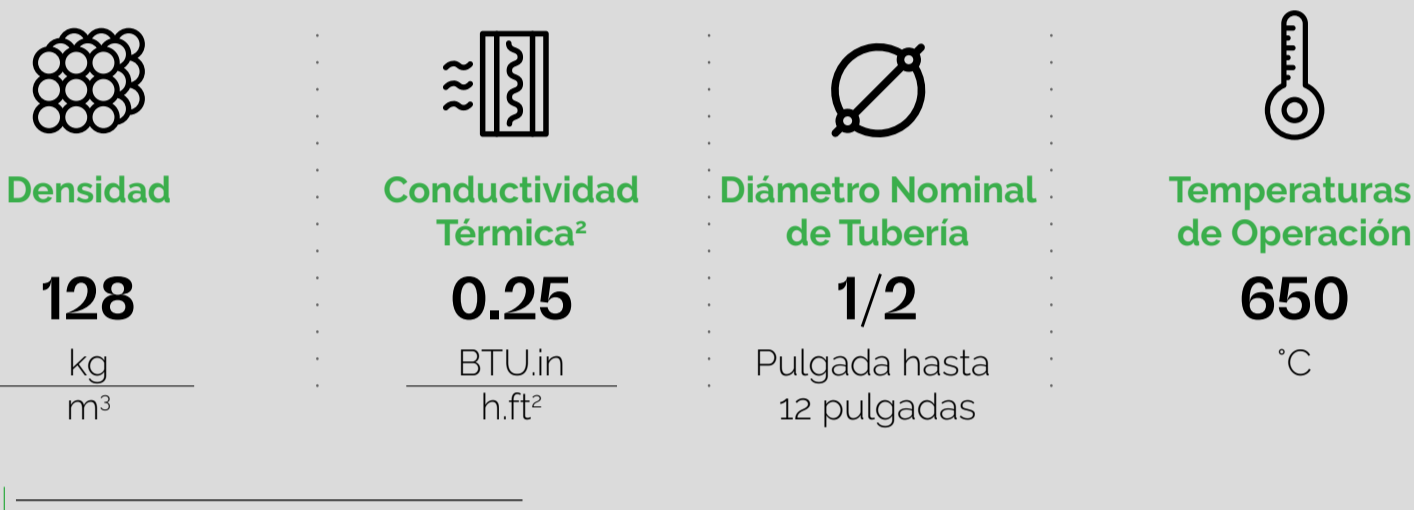 Densidad
128
kg
m³
Conductividad
Térmica²
0.25
BTU.in
h.ft²
Diámetro Nominal
de Tubería
1/2
Pulgada hasta
12 pulgadas
Temperaturas
de Operación
650
°C